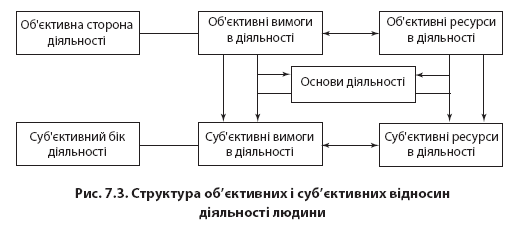 Об'єктивна сторона
діяльності
Об'єктивні вимоги
в діяльності
Об'єктивні ресурси
в діяльності
Основи діяльності
Суб'єктивний бік
діяльності
Суб'єктивні вимоги
в діяльності
Суб'єктивні ресурси
в діяльності
Рис. 7.3. Структура об’єктивних і суб’єктивних відносин
діяльності людини